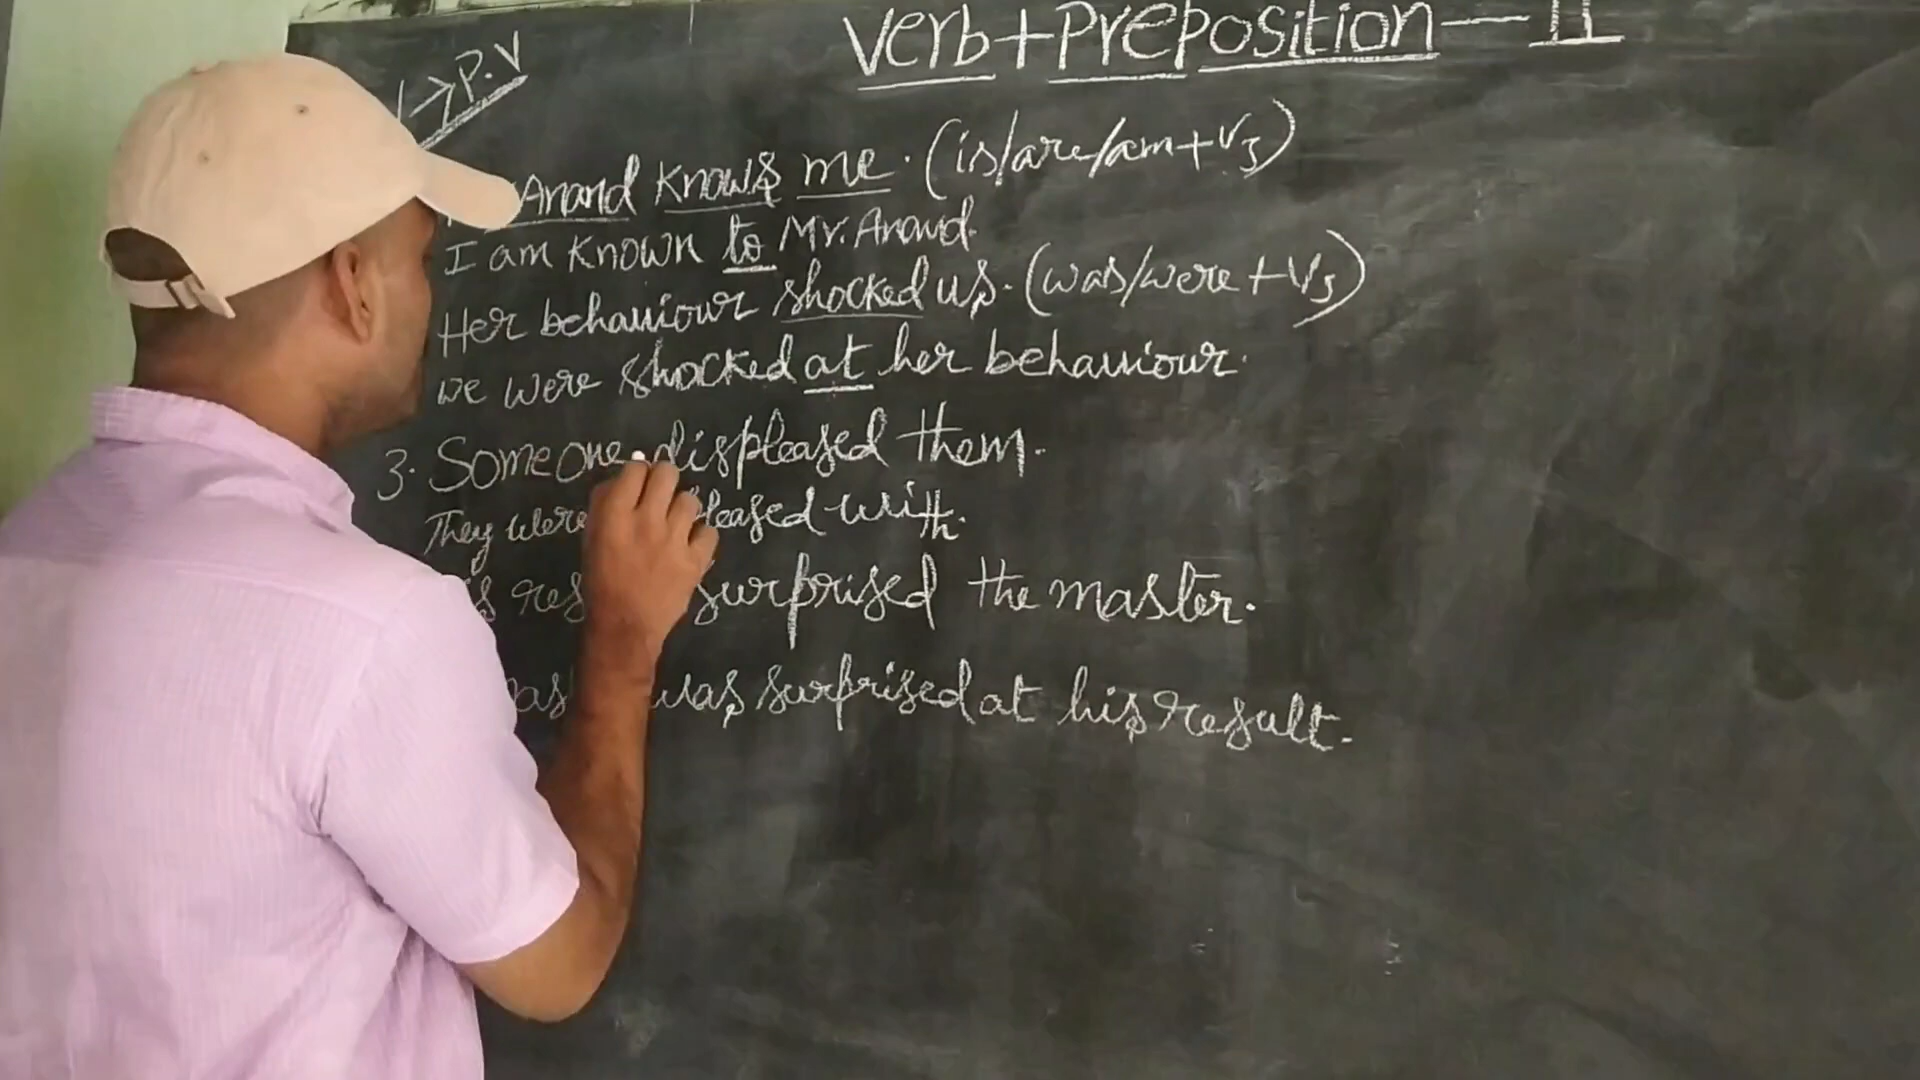 Verb+Preposition—II
→P.V
Anand knows me. (is/are/am+V3)
I am known to Mr. Anand.
Her behaviour shocked us. (was/were+V3)
we were shocked at her behaviour.
3. Someone displeased them.
They were with.
surprised the master.
was surprised at his result.